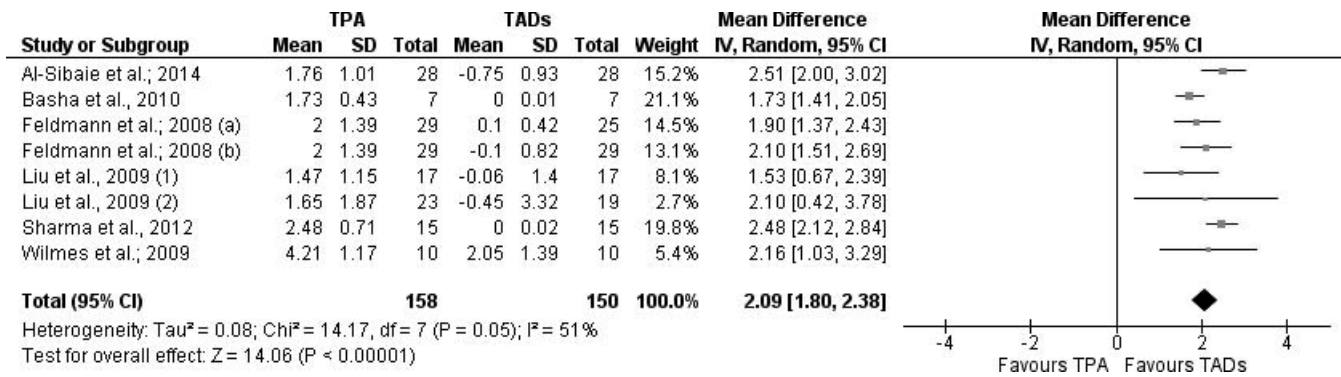 TPA TADs Mean Difference Mean Difference
Study or Subgroup Mean SD Total Mean SD Total Weight IV, Random, 95% CI IV, Random, 95% CI
Al-Sibaie et al.; 2014 1.76 1.01 28 -0.75 0.93 28 15.2% 2.51 [2.00, 3.02]
Basha et al., 2010 1.73 0.43 7 0 0.01 7 21.1% 1.73 [1.41, 2.05]
Feldmann et al.; 2008 (a) 2 1.39 29 0.1 0.42 25 14.5% 1.90 [1.37, 2.43]
Feldmann et al.; 2008 (b) 2 1.39 29 -0.1 0.82 29 13.1% 2.10 [1.51, 2.69]
Liu et al., 2009 (1) 1.47 1.15 17 -0.06 1.4 17 8.1% 1.53 [0.67, 2.39]
Liu et al., 2009 (2) 1.65 1.87 23 -0.45 3.32 19 2.7% 2.10 [0.42, 3.78]
Sharma et al., 2012 2.48 0.71 15 0 0.02 15 19.8% 2.48 [2.12, 2.84]
Wilmes et al.; 2009 4.21 1.17 10 2.05 1.39 10 5.4% 2.16 [1.03, 3.29]
Total (95% CI) 158 150 100.0% 2.09 [1.80, 2.38]
Heterogeneity: Tau² = 0.08; Chi² = 14.17, df = 7 (P = 0.05); I² = 51%
Test for overall effect: Z = 14.06 (P < 0.00001)
-4 -2 0 2 4
Favours TPA Favours TADs